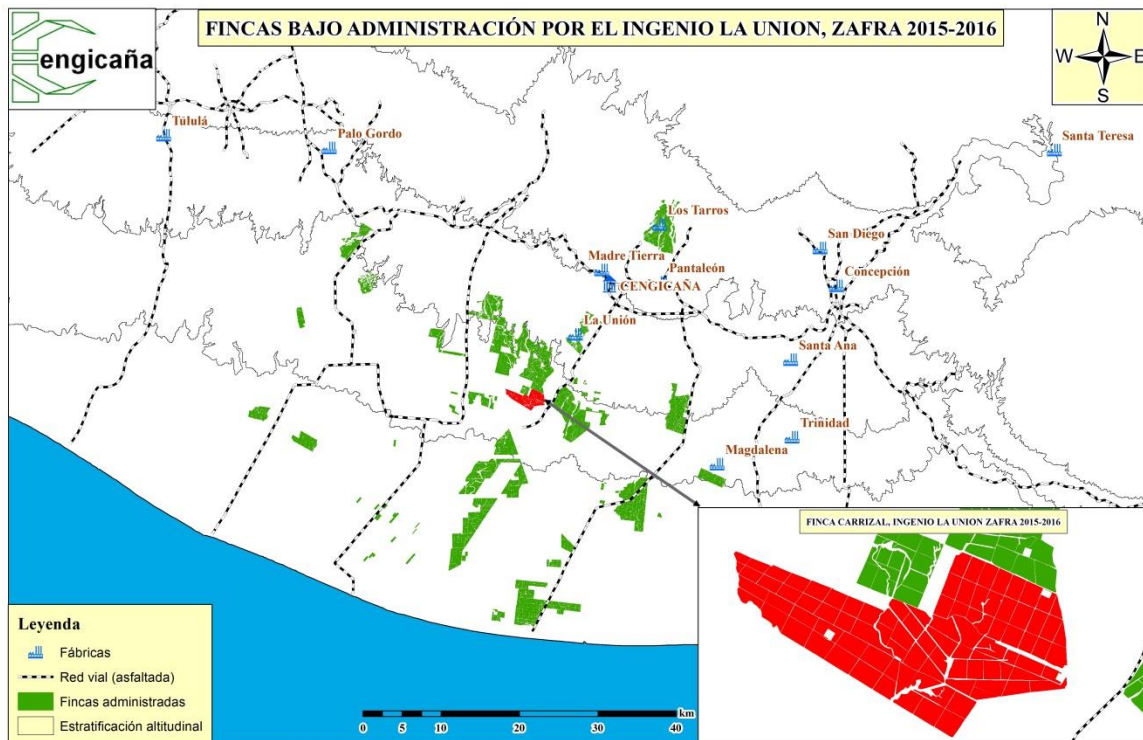 engicaña
FINCAS BAJO ADMINISTRACIÓN POR EL INGENIO LA UNION, ZAFRA 2015-2016
N
W E
S
Túlulá
Palo Gordo
Santa Teresa
Los Tarros
San Diego
Madre Tierra
Pantaleón
Concepción
CENGICAÑA
La Unión
Santa Ana
Trinidad
Magdalena
FINCA CARRIZAL, INGENIO LA UNION ZAFRA 2015-2016
Leyenda
Fábricas
Red vial (asfaltada)
Fincas administradas
Estratificación altitudinal
km
0 5 10 20 30 40